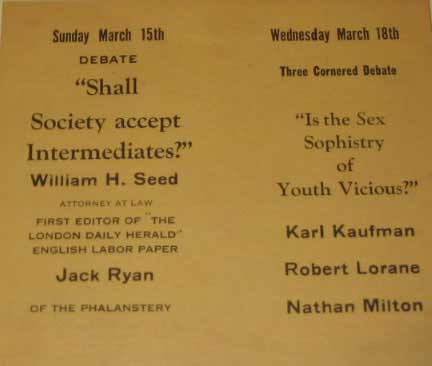 Sunday March 15th
DEBATE
"Shall
Society accept
Intermediates?"
William H. Seed
ATTORNEY AT LAW
FIRST EDITOR OF "THE
LONDON DAILY HERALD"
ENGLISH LABOR PAPER
Jack Ryan
OF THE PHALANSTERY
Wednesday March 18th
Three Cornered Debate
"Is the Sex
Sophistry
of
Youth Vicious?"
Karl Kaufman
Robert Lorane
Nathan Milton